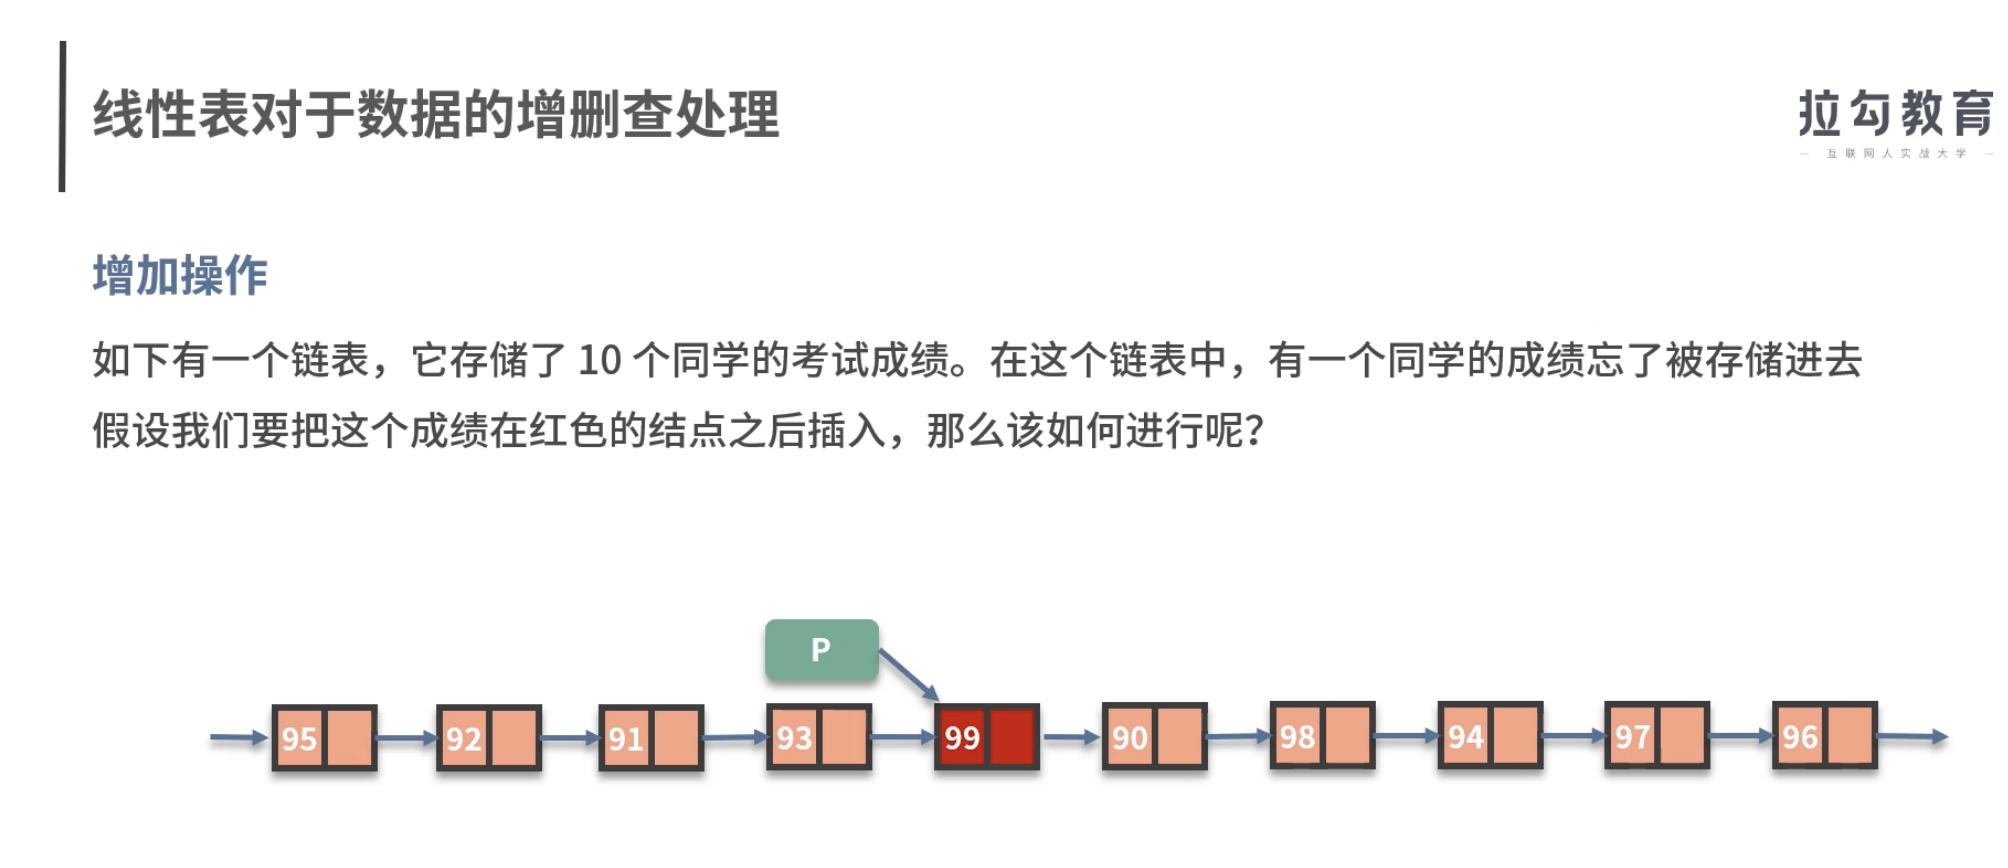 线性表对于数据的增删查处理
拉勾教育
— 互联网人实战大学 —
增加操作
如下有一个链表，它存储了 10 个同学的考试成绩。在这个链表中，有一个同学的成绩忘了被存储进去
假设我们要把这个成绩在红色的结点之后插入，那么该如何进行呢？
P
95 92 91 93 99 90 98 94 97 96